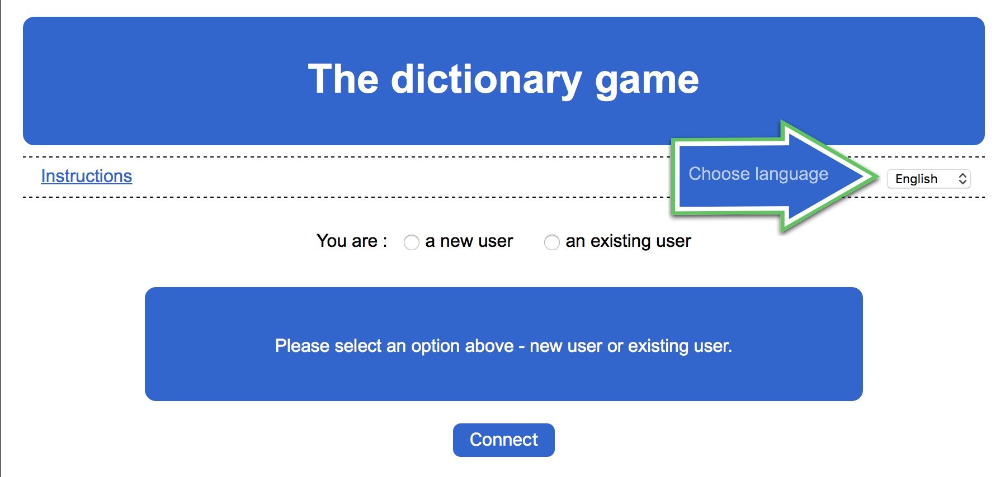 The dictionary game
Instructions
Choose language
English
You are : a new user an existing user
Please select an option above - new user or existing user.
Connect